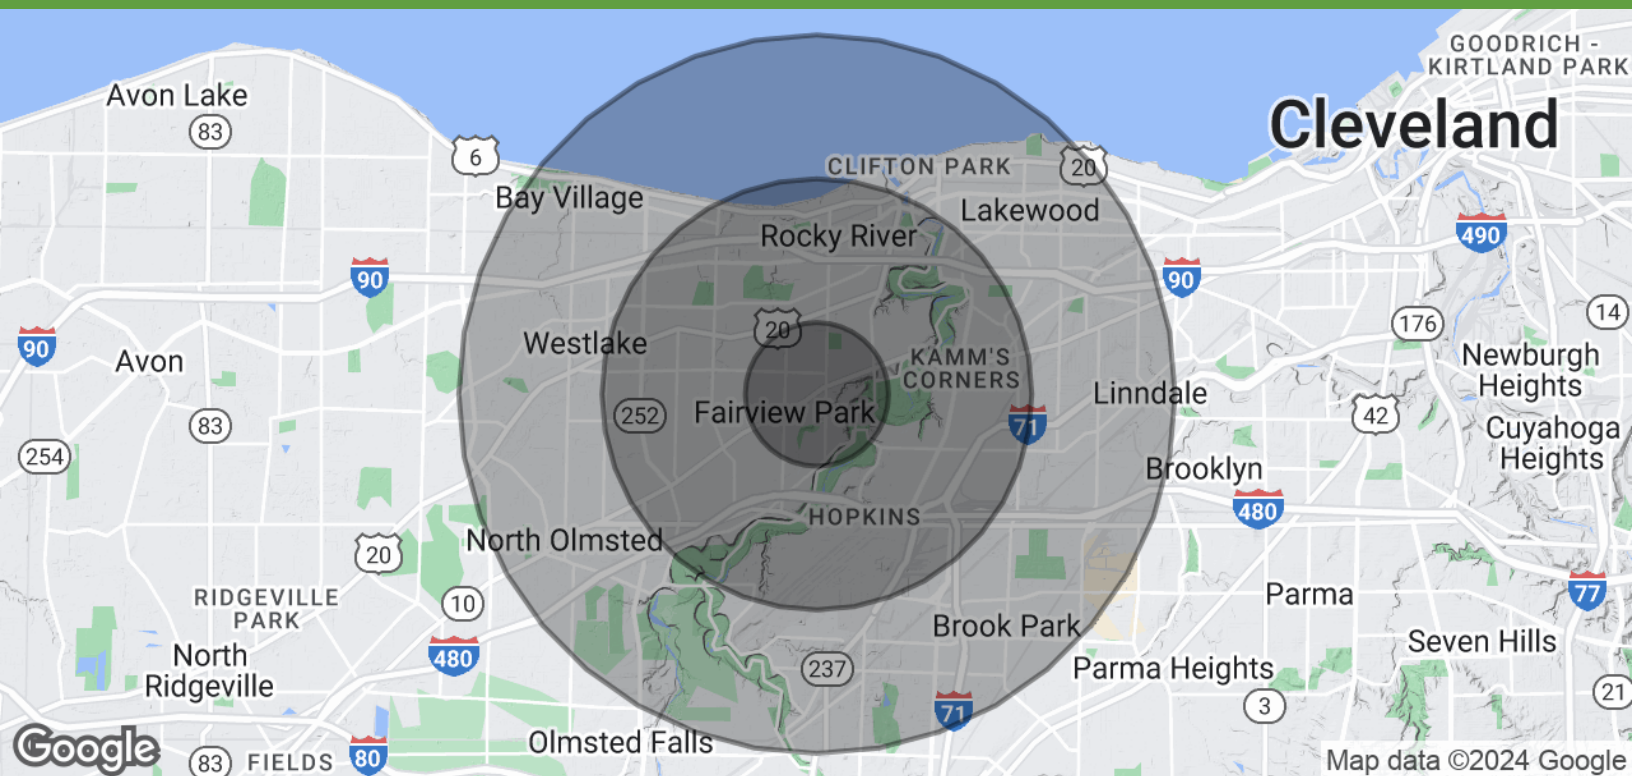 GOODRICH -
KIRTLAND PARK
Avon Lake
83
Cleveland
6
CLIFTON PARK
20
Bay Village
Lakewood
Rocky River
490
90
90
176
14
90
20
Westlake
Avon
KAMM'S
CORNERS
Newburgh
Heights
Linndale
252
Fairview Park
71
42
83
254
Cuyahoga
Heights
Brooklyn
480
HOPKINS
North Olmsted
20
RIDGEVILLE
PARK
10
Parma
77
Brook Park
Seven Hills
North
Ridgeville
480
237
Parma Heights
21
3
71
Olmsted Falls
Google
83
FIELDS
80
Map data ©2024 Google